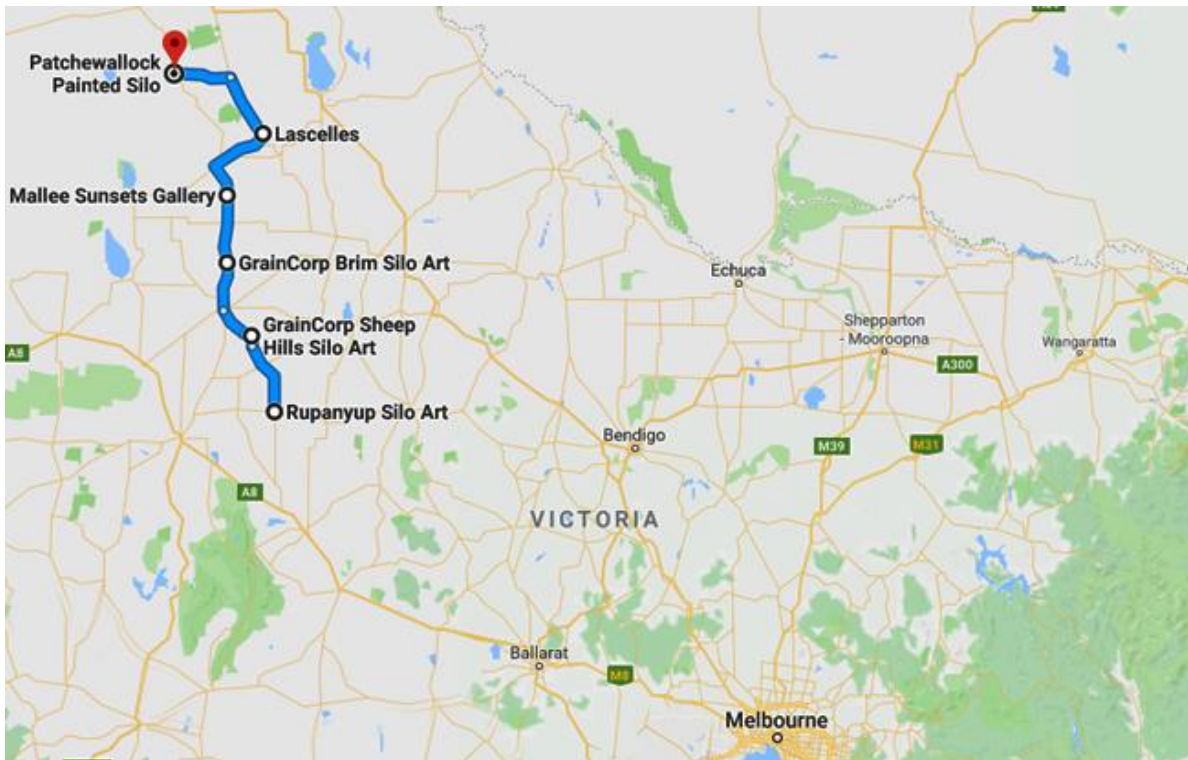 Patchewallock
Painted Silo
Lascelles
Mallee Sunsets Gallery
GrainCorp Brim Silo Art
Echuca
GrainCorp Sheep
Hills Silo Art
Shepparton
- Mooroopna
Wangaratta
A8
A300
Rupanyup Silo Art
Bendigo
M39
M31
A8
VICTORIA
Ballarat
M8
Melbourne